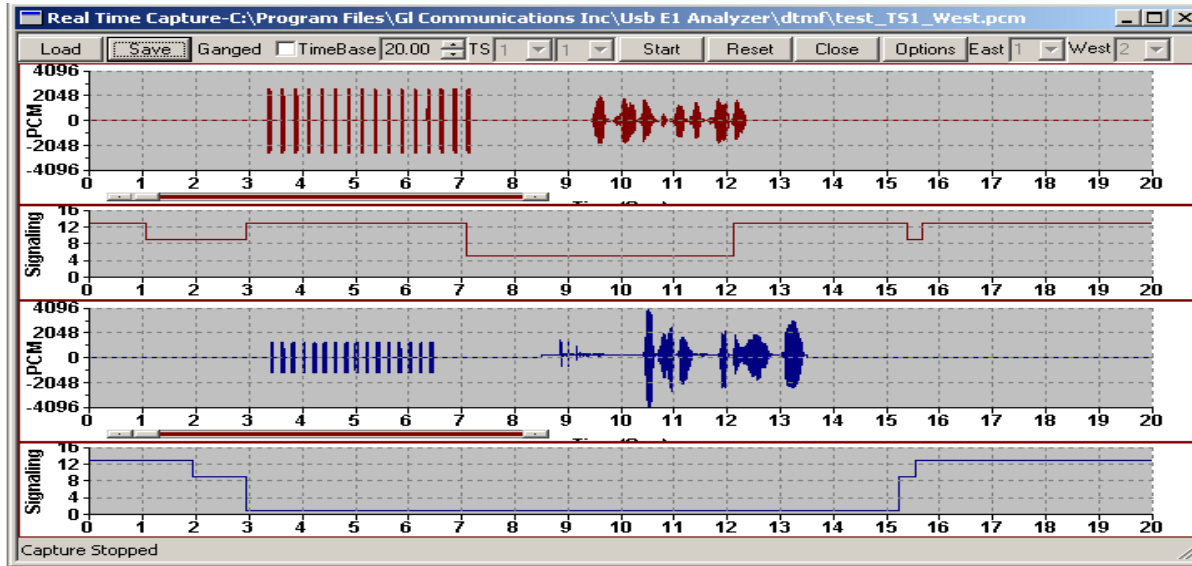 Real Time Capture-C:\Program Files\Gl Communications Inc\Usb E1 Analyzer\dtmf\test_TS1_West.pcm
Load Save Ganged TimeBase 20.00 TS 1 1 Start Reset Close Options East 1 West 2
4096
2048
0
-2048
-4096
PCM
0 1 2 3 4 5 6 7 8 9 10 11 12 13 14 15 16 17 18 19 20
16
12
8
4
0
Signaling
0 1 2 3 4 5 6 7 8 9 10 11 12 13 14 15 16 17 18 19 20
4096
2048
0
-2048
-4096
PCM
0 1 2 3 4 5 6 7 8 9 10 11 12 13 14 15 16 17 18 19 20
16
12
8
4
0
Signaling
0 1 2 3 4 5 6 7 8 9 10 11 12 13 14 15 16 17 18 19 20
Capture Stopped